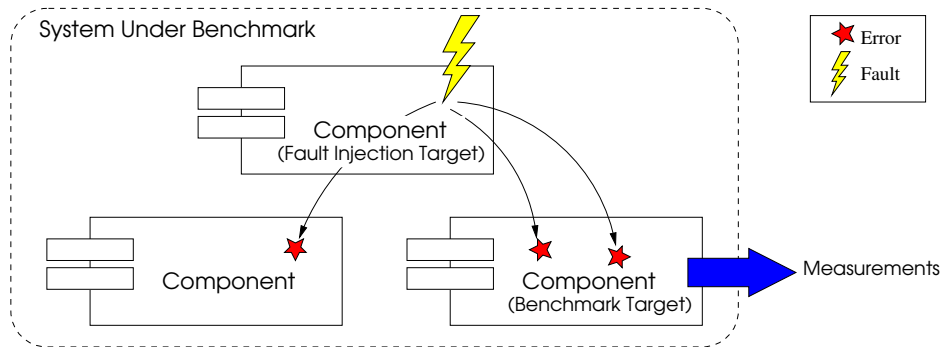 System Under Benchmark
Error
Fault
Component
(Fault Injection Target)
Component
Component
(Benchmark Target)
Measurements